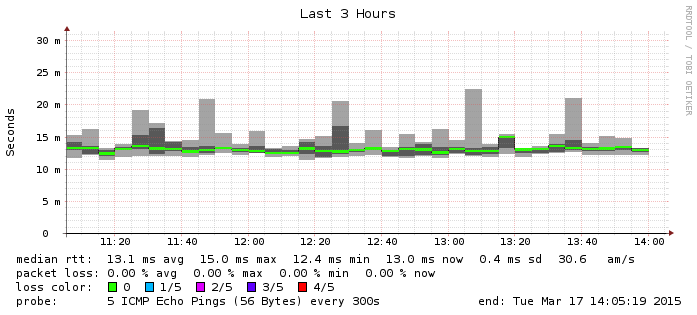 Last 3 Hours
RRDTOOL / TOBI OETIKER
Seconds
30 m
25 m
20 m
15 m
10 m
5 m
0
11:20 11:40 12:00 12:20 12:40 13:00 13:20 13:40 14:00
median rtt: 13.1 ms avg 15.0 ms max 12.4 ms min 13.0 ms now 0.4 ms sd 30.6 am/s
packet loss: 0.00 % avg 0.00 % max 0.00 % min 0.00 % now
loss color: 0 1/5 2/5 3/5 4/5
probe: 5 ICMP Echo Pings (56 Bytes) every 300s end: Tue Mar 17 14:05:19 2015